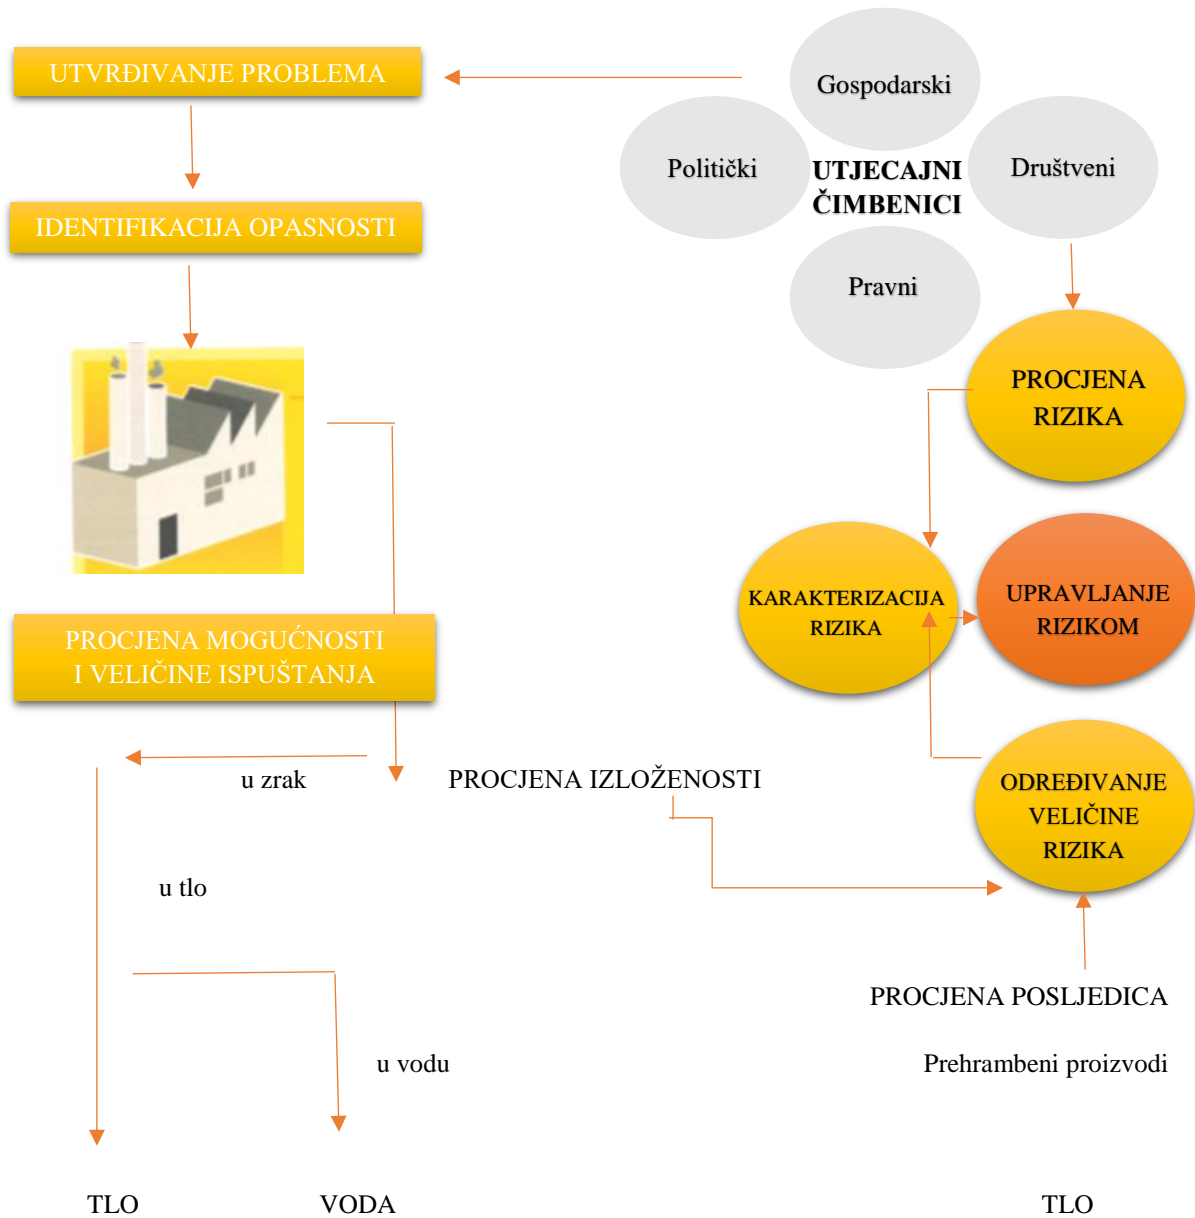 UTVRĐIVANJE PROBLEMA
Gospodarski
Politički
UTJECAJNI
ČIMBENICI
Društveni
IDENTIFIKACIJA OPASNOSTI
Pravni
PROCJENA
RIZIKA
KARAKTERIZACIJA
RIZIKA
UPRAVLJANJE
RIZIKOM
PROCJENA MOGUĆNOSTI
I VELIČINE ISPUŠTANJA
u zrak
PROCJENA IZLOŽENOSTI
ODREĐIVANJE
VELIČINE
RIZIKA
u tlo
PROCJENA POSLJEDICA
u vodu
Prehrambeni proizvodi
TLO
VODA
TLO